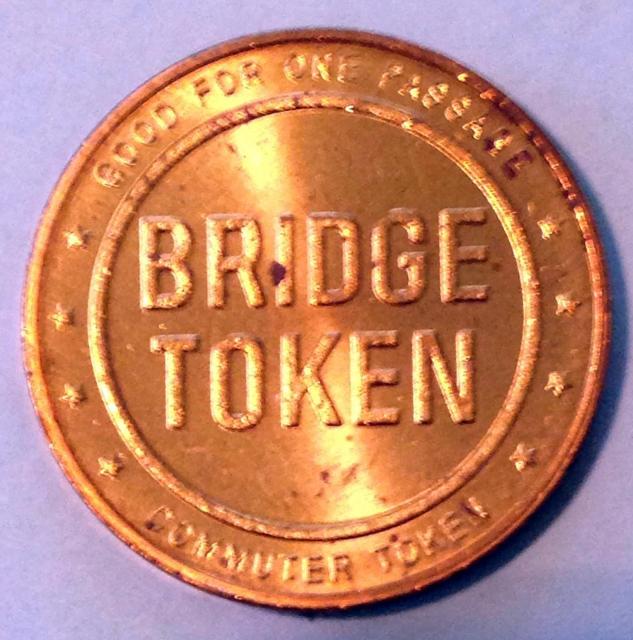 GOOD FOR ONE PASSAGE
BRIDGE
TOKEN
COMMUTER TOKEN